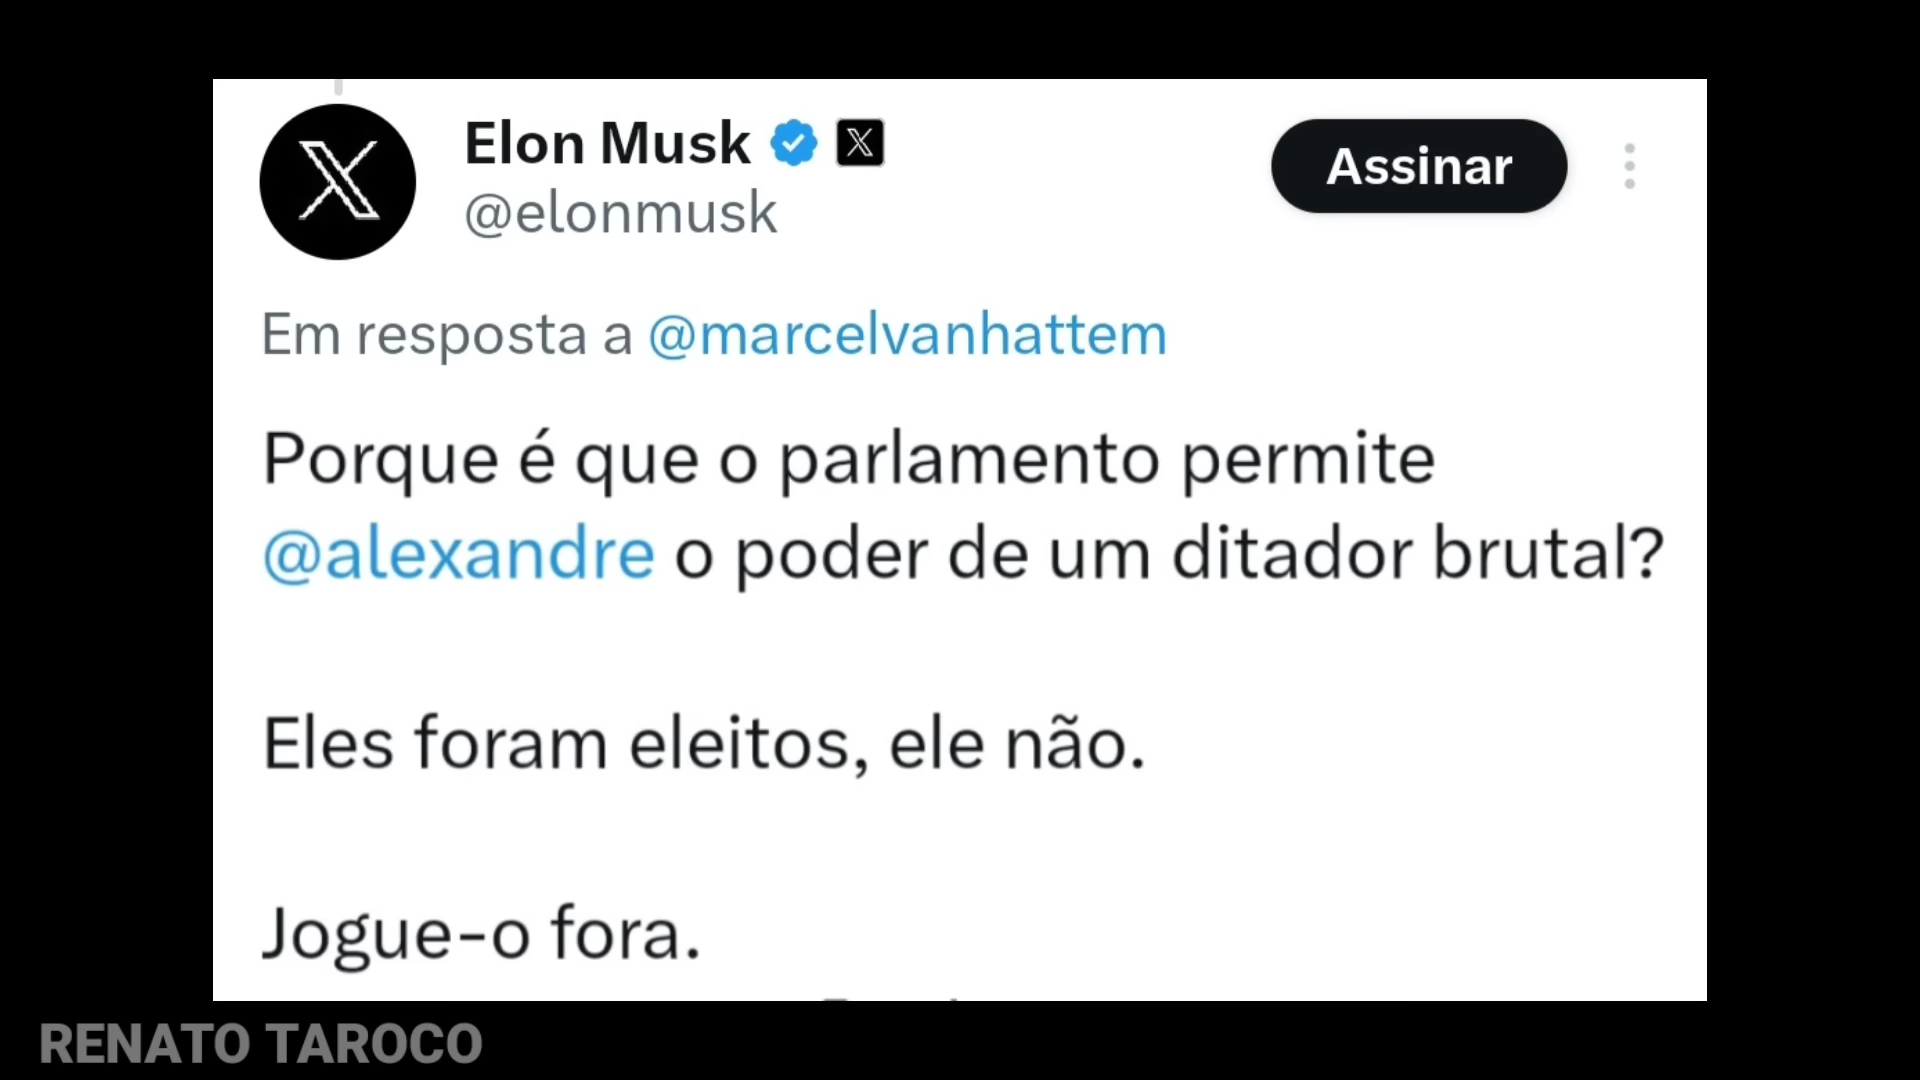 Elon Musk
@elonmusk
Assinar
Em resposta a @marcelvanhattem
Porque é que o parlamento permite
@alexandre o poder de um ditador brutal?
Eles foram eleitos, ele não.
Jogue-o fora.
RENATO TAROCO